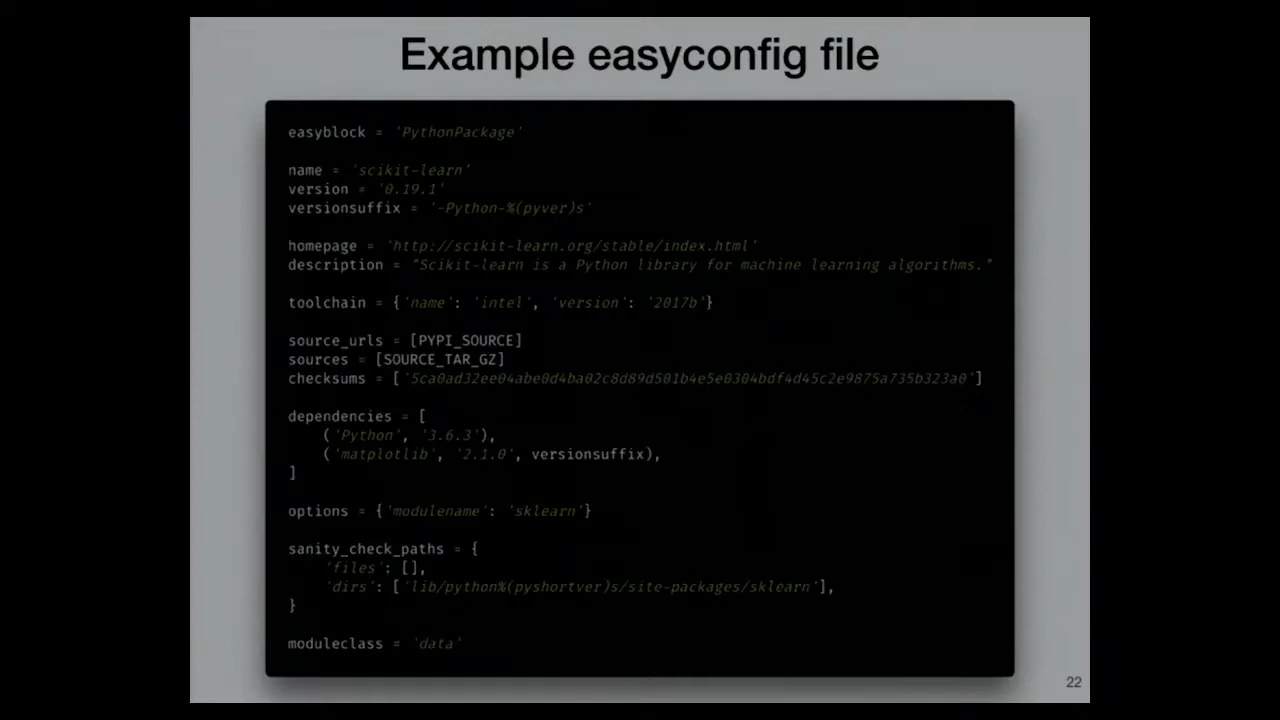 Example easyconfig file
easyblock = 'PythonPackage'
name = 'scikit-learn'
version = '0.19.1'
versionsuffix = '-Python-%(pyver)s'
homepage = 'http://scikit-learn.org/stable/index.html'
description = "Scikit-learn is a Python library for machine learning algorithms."
toolchain = {'name': 'intel', 'version': '2017b'}
source_urls = [PYPI_SOURCE]
sources = [SOURCE_TAR_GZ]
checksums = ['5ca0ad32ee04abe0d4ba02c8d89d501b4e5e0304bdf4d45c2e9875a735b323a0']
dependencies = [
('Python', '3.6.3'),
('matplotlib', '2.1.0', versionsuffix),
]
options = {'modulename': 'sklearn'}
sanity_check_paths = {
'files': [],
'dirs': ['lib/python%(pyshortver)s/site-packages/sklearn'],
}
moduleclass = 'data'
22